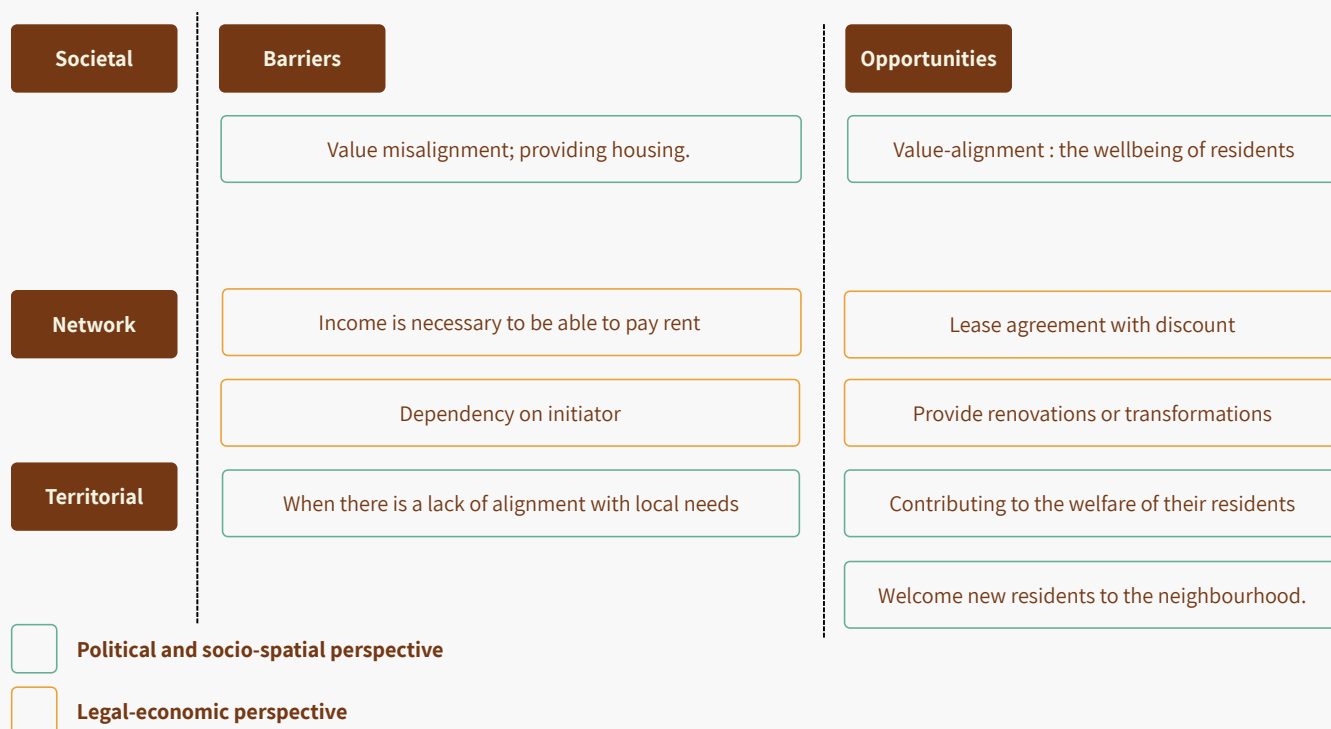 Societal
Barriers
Opportunities
Value misalignment; providing housing.
Value-alignment : the wellbeing of residents
Network
Income is necessary to be able to pay rent
Lease agreement with discount
Dependency on initiator
Provide renovations or transformations
Territorial
When there is a lack of alignment with local needs
Contributing to the welfare of their residents
Welcome new residents to the neighbourhood.
Political and socio-spatial perspective
Legal-economic perspective